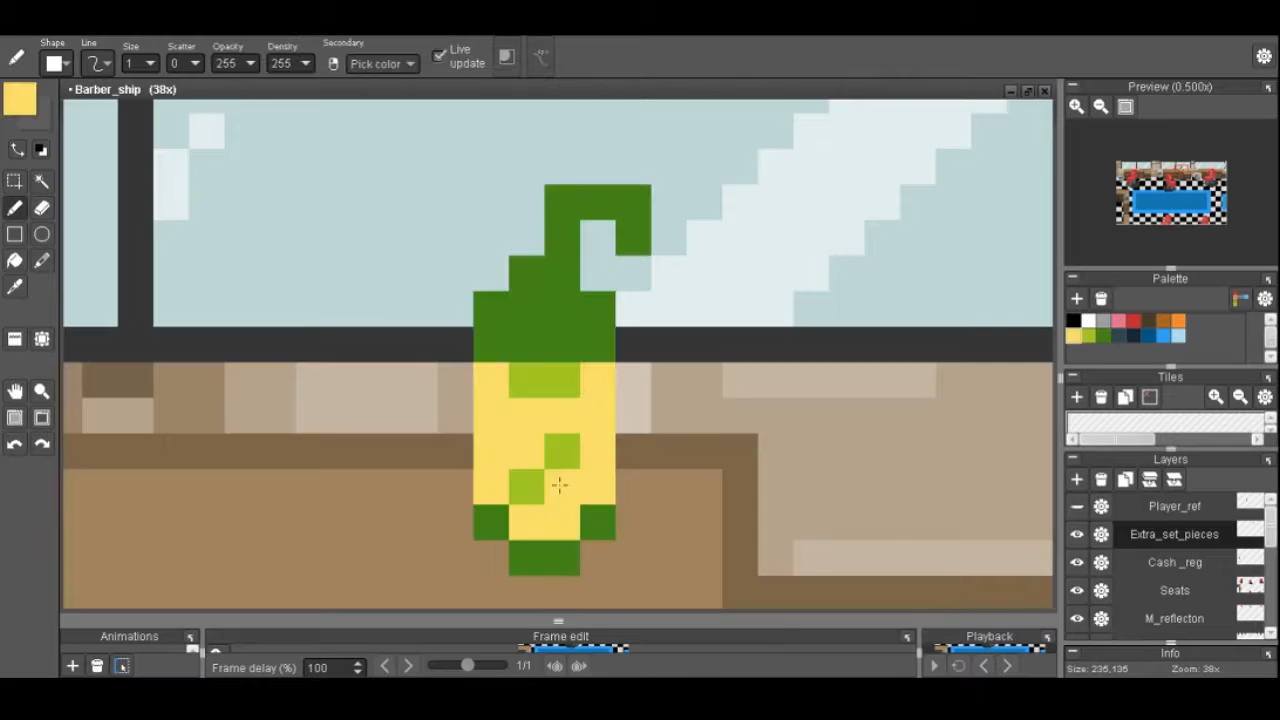 Shape Line Size Scatter Opacity Density Secondary
1 0 255 255 Pick color Live update
Barber_ship (38x)
Preview (0.500x)
Palette
Tiles
Layers
Player_ref
Extra_set_pieces
Cash _reg
Seats
M_reflecton
Animations Frame edit Playback Info
Frame delay (%) 100 1/1 Size: 235,135 Zoom: 38x